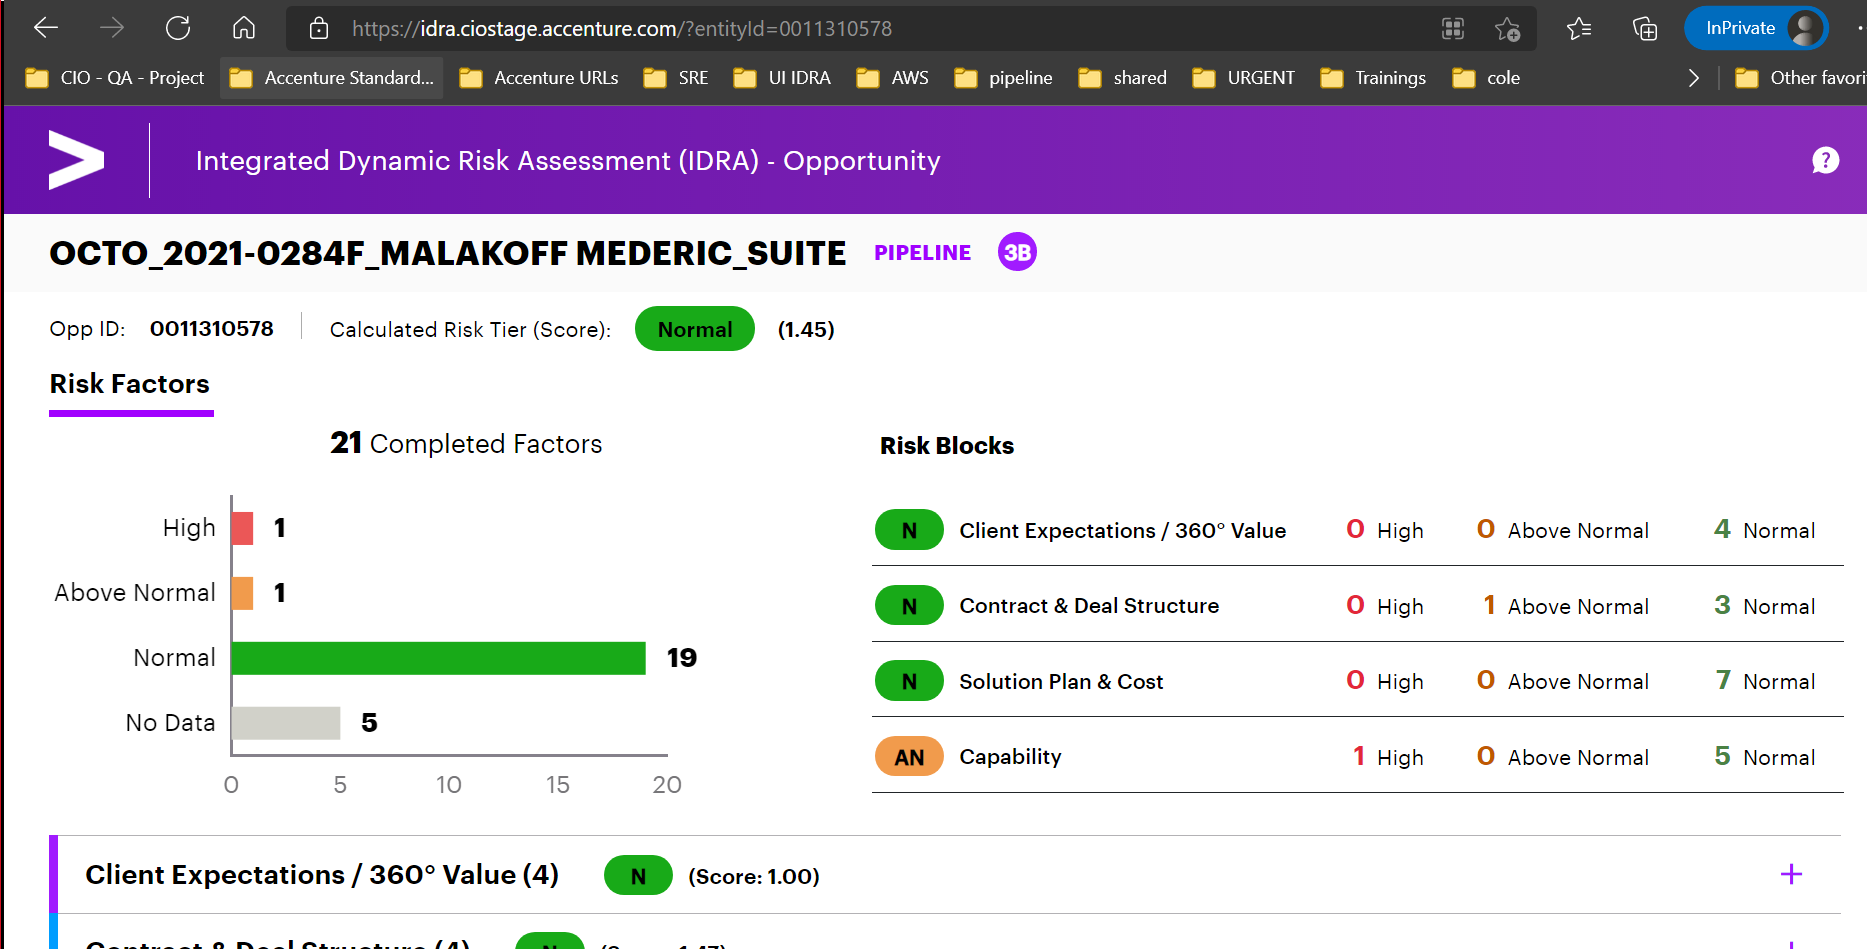 https://idra.ciostage.accenture.com/?entityId=0011310578
InPrivate
CIO - QA - Project Accenture Standard... Accenture URLs SRE UI IDRA AWS pipeline shared URGENT Trainings cole Other favori
Integrated Dynamic Risk Assessment (IDRA) - Opportunity ?
OCTO_2021-0284F_MALAKOFF MEDERIC_SUITE PIPELINE 3B
Opp ID: 0011310578 Calculated Risk Tier (Score): Normal (1.45)
Risk Factors
21 Completed Factors
High 1
Above Normal 1
Normal 19
No Data 5
0 5 10 15 20
Risk Blocks
N Client Expectations / 360° Value 0 High 0 Above Normal 4 Normal
N Contract & Deal Structure 0 High 1 Above Normal 3 Normal
N Solution Plan & Cost 0 High 0 Above Normal 7 Normal
AN Capability 1 High 0 Above Normal 5 Normal
Client Expectations / 360° Value (4) N (Score: 1.00) +
Contract & Deal Structure (4) N (Score: 1.47) +